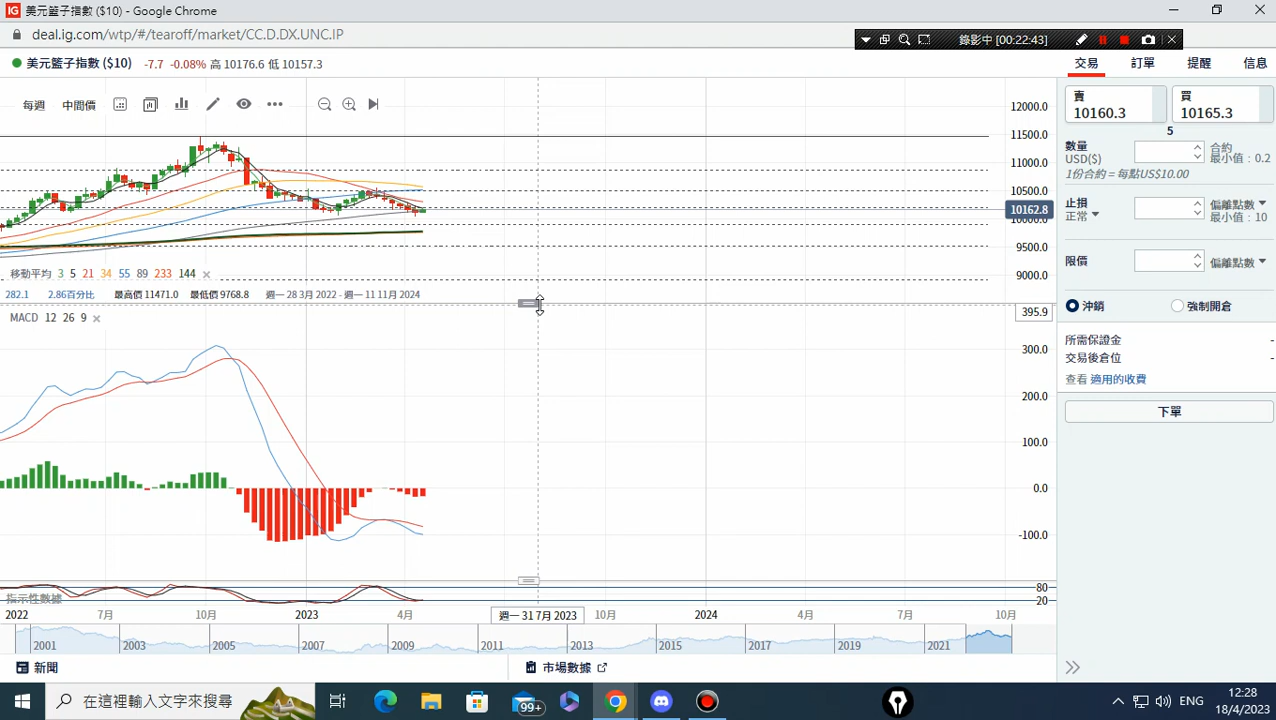 IG 美元籃子指數 ($10) - Google Chrome
deal.ig.com/wtp/#/tearoff/market/CC.D.DX.UNC.IP
錄影中 [00:22:43]
美元籃子指數 ($10) -7.7 -0.08% 高 10176.6 低 10157.3
交易 訂單 提醒 信息
每週 中間價
賣 買
10160.3 10165.3
5
數量 合約
USD($) 最小值 : 0.2
1份合約 = 每點US$10.00
止損 偏離點數
正常 最小值 : 10
限價 偏離點數
沖銷 強制開倉
所需保證金 -
交易後倉位 -
查看 適用的收費
下單
12000.0
11500.0
11000.0
10500.0
10162.8
9500.0
9000.0
移動平均 3 5 21 34 55 89 233 144
282.1 2.86百分比 最高價 11471.0 最低價 9768.8 週一 28 3月 2022 - 週一 11 11月 2024
MACD 12 26 9
395.9
300.0
200.0
100.0
0.0
-100.0
80
20
指示性數據
2022 7月 10月 2023 4月 週一 31 7月 2023 10月 2024 4月 7月 10月
2001 2003 2005 2007 2009 2011 2013 2015 2017 2019 2021
新聞 市場數據
在這裡輸入文字來搜尋
99+
ENG
12:28
18/4/2023